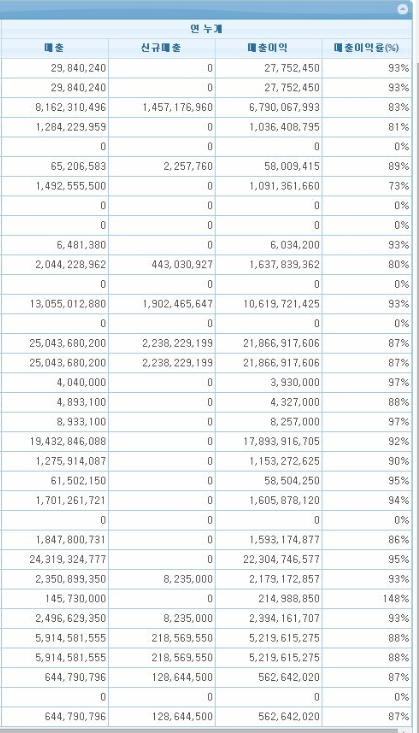 연 누계
매출 신규매출 매출이익 매출이익율(%)
29,840,240 0 27,752,450 93%
29,840,240 0 27,752,450 93%
8,162,310,496 1,457,176,960 6,790,067,993 83%
1,284,229,959 0 1,036,408,795 81%
0 0 0 0%
65,206,583 2,257,760 58,009,415 89%
1,492,555,500 0 1,091,361,660 73%
0 0 0 0%
0 0 0 0%
6,481,380 0 6,034,200 93%
2,044,228,962 443,030,927 1,637,839,362 80%
0 0 0 0%
13,055,012,880 1,902,465,647 10,619,721,425 93%
0 0 0 0%
25,043,680,200 2,238,229,199 21,866,917,606 87%
25,043,680,200 2,238,229,199 21,866,917,606 87%
4,040,000 0 3,930,000 97%
4,893,100 0 4,327,000 88%
8,933,100 0 8,257,000 97%
19,432,846,088 0 17,893,916,705 92%
1,275,914,087 0 1,153,272,625 90%
61,502,150 0 58,504,250 95%
1,701,261,721 0 1,605,878,120 94%
0 0 0 0%
1,847,800,731 0 1,593,174,877 86%
24,319,324,777 0 22,304,746,577 95%
2,350,899,350 8,235,000 2,179,172,857 93%
145,730,000 0 214,988,850 148%
2,496,629,350 8,235,000 2,394,161,707 93%
5,914,581,555 218,569,550 5,219,615,275 88%
5,914,581,555 218,569,550 5,219,615,275 88%
644,790,796 128,644,500 562,642,020 87%
0 0 0 0%
644,790,796 128,644,500 562,642,020 87%